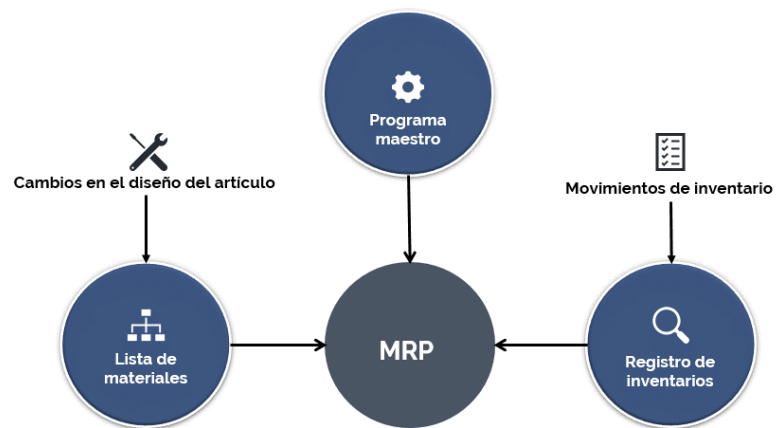 Programa
maestro
Cambios en el diseño del artículo
Movimientos de inventario
Lista de
materiales
MRP
Registro de
inventarios